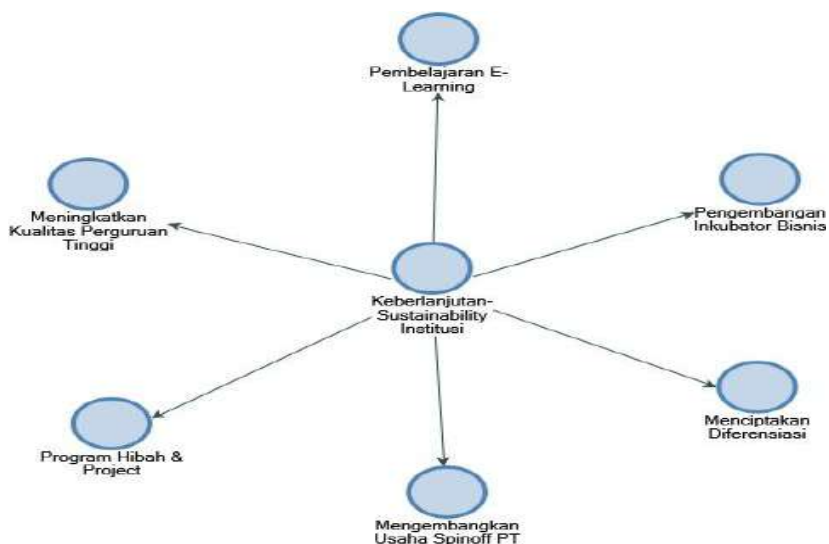 Pembelajaran E-
Learning
Meningkatkan
Kualitas Perguruan
Tinggi
Pengembangan
Inkubator Bisnis
Keberlanjutan-
Sustainability
Institusi
Program Hibah &
Project
Menciptakan
Diferensiasi
Mengembangkan
Usaha Spinoff PT